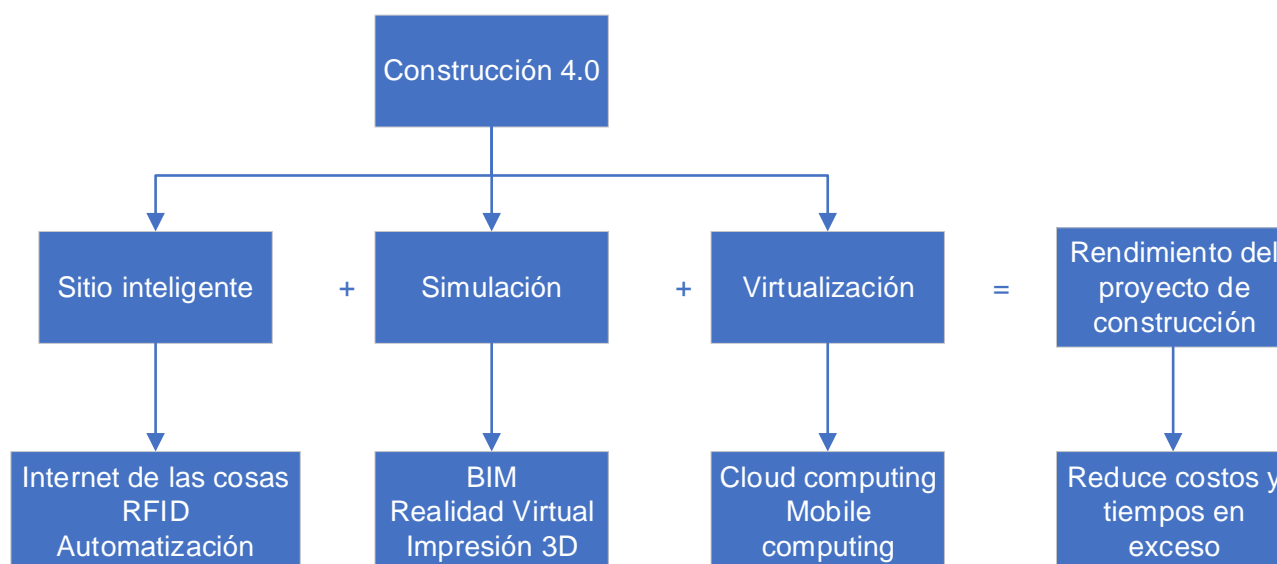 Construcción 4.0
Sitio inteligente
+
Simulación
+
Virtualización
=
Rendimiento del
proyecto de
construcción
Internet de las cosas
RFID
Automatización
BIM
Realidad Virtual
Impresión 3D
Cloud computing
Mobile
computing
Reduce costos y
tiempos en
exceso